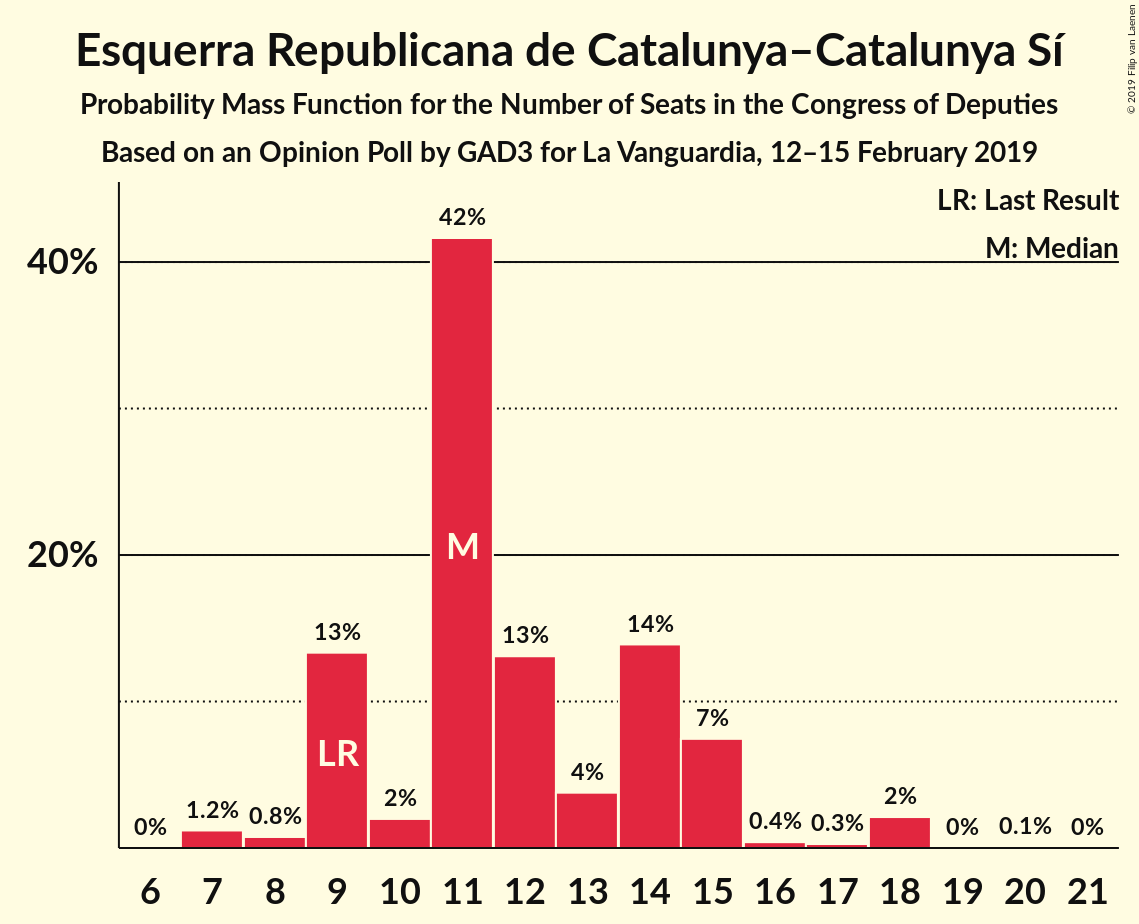 Esquerra Republicana de Catalunya–Catalunya Sí
Probability Mass Function for the Number of Seats in the Congress of Deputies
Based on an Opinion Poll by GAD3 for La Vanguardia, 12–15 February 2019
© 2019 Filip van Laenen
LR: Last Result
M: Median
40%
20%
0%
1.2%
0.8%
13%
2%
42%
13%
4%
14%
7%
0.4%
0.3%
2%
0%
0.1%
0%
LR
M
6 7 8 9 10 11 12 13 14 15 16 17 18 19 20 21